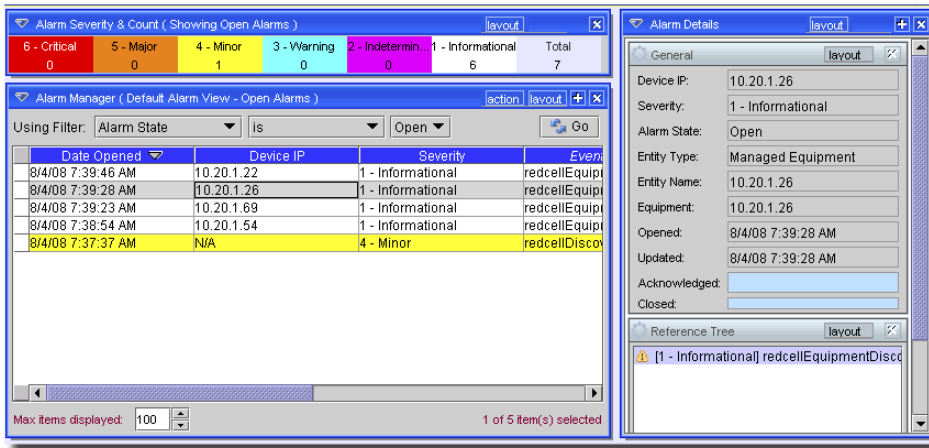 Alarm Severity & Count ( Showing Open Alarms )
layout
6 - Critical 5 - Major 4 - Minor 3 - Warning 2 - Indetermin... 1 - Informational Total
0 0 1 0 0 6 7
Alarm Manager ( Default Alarm View - Open Alarms )
action layout
Using Filter: Alarm State is Open Go
Date Opened Device IP Severity Even
8/4/08 7:39:46 AM 10.20.1.22 1 - Informational redcellEquip
8/4/08 7:39:28 AM 10.20.1.26 1 - Informational redcellEquip
8/4/08 7:39:23 AM 10.20.1.69 1 - Informational redcellEquip
8/4/08 7:38:54 AM 10.20.1.54 1 - Informational redcellEquip
8/4/08 7:37:37 AM N/A 4 - Minor redcellDiscov
Max items displayed: 100
1 of 5 item(s) selected
Alarm Details
layout
General
layout
Device IP: 10.20.1.26
Severity: 1 - Informational
Alarm State: Open
Entity Type: Managed Equipment
Entity Name: 10.20.1.26
Equipment: 10.20.1.26
Opened: 8/4/08 7:39:28 AM
Updated: 8/4/08 7:39:28 AM
Acknowledged:
Closed:
Reference Tree
layout
[1 - Informational] redcellEquipmentDisco